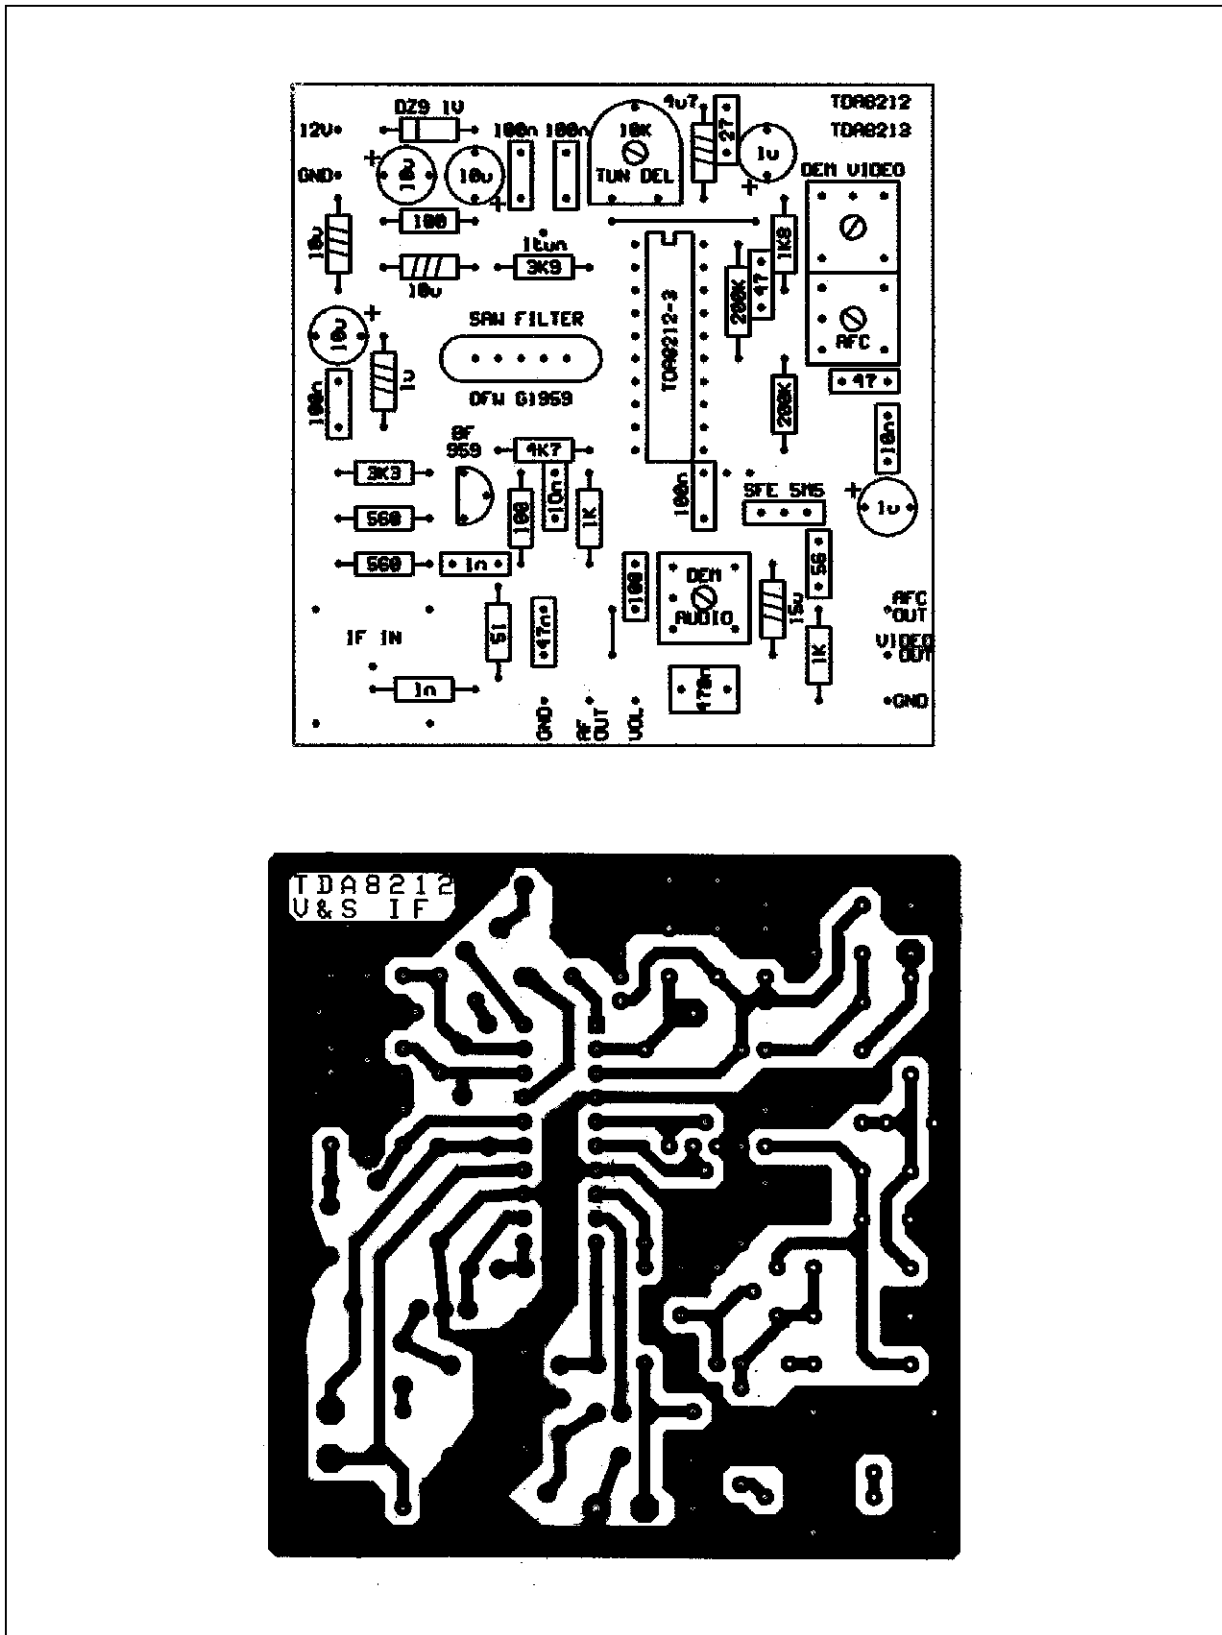 4u7
TDA8212
DZ9 1V
12V
100n
100n
10K
27
TDA8213
1u
GND
10u
10u
TUN DEL
DEM VIDEO
100
1K8
10u
1tun
3K9
10u
47
200K
SAW FILTER
10u
TDA8212-3
AFC
1u
47
OFW G1959
100n
200K
BF
959
4K7
10n
3K3
10n
100n
SFE 5M5
1u
560
100
1K
560
1n
56
100
DEM
AUDIO
15u
AFC
OUT
51
47n
IF IN
VIDEO
OUT
1K
1n
470n
GND
GND
AF
OUT
VOL
TDA8212
V&S IF